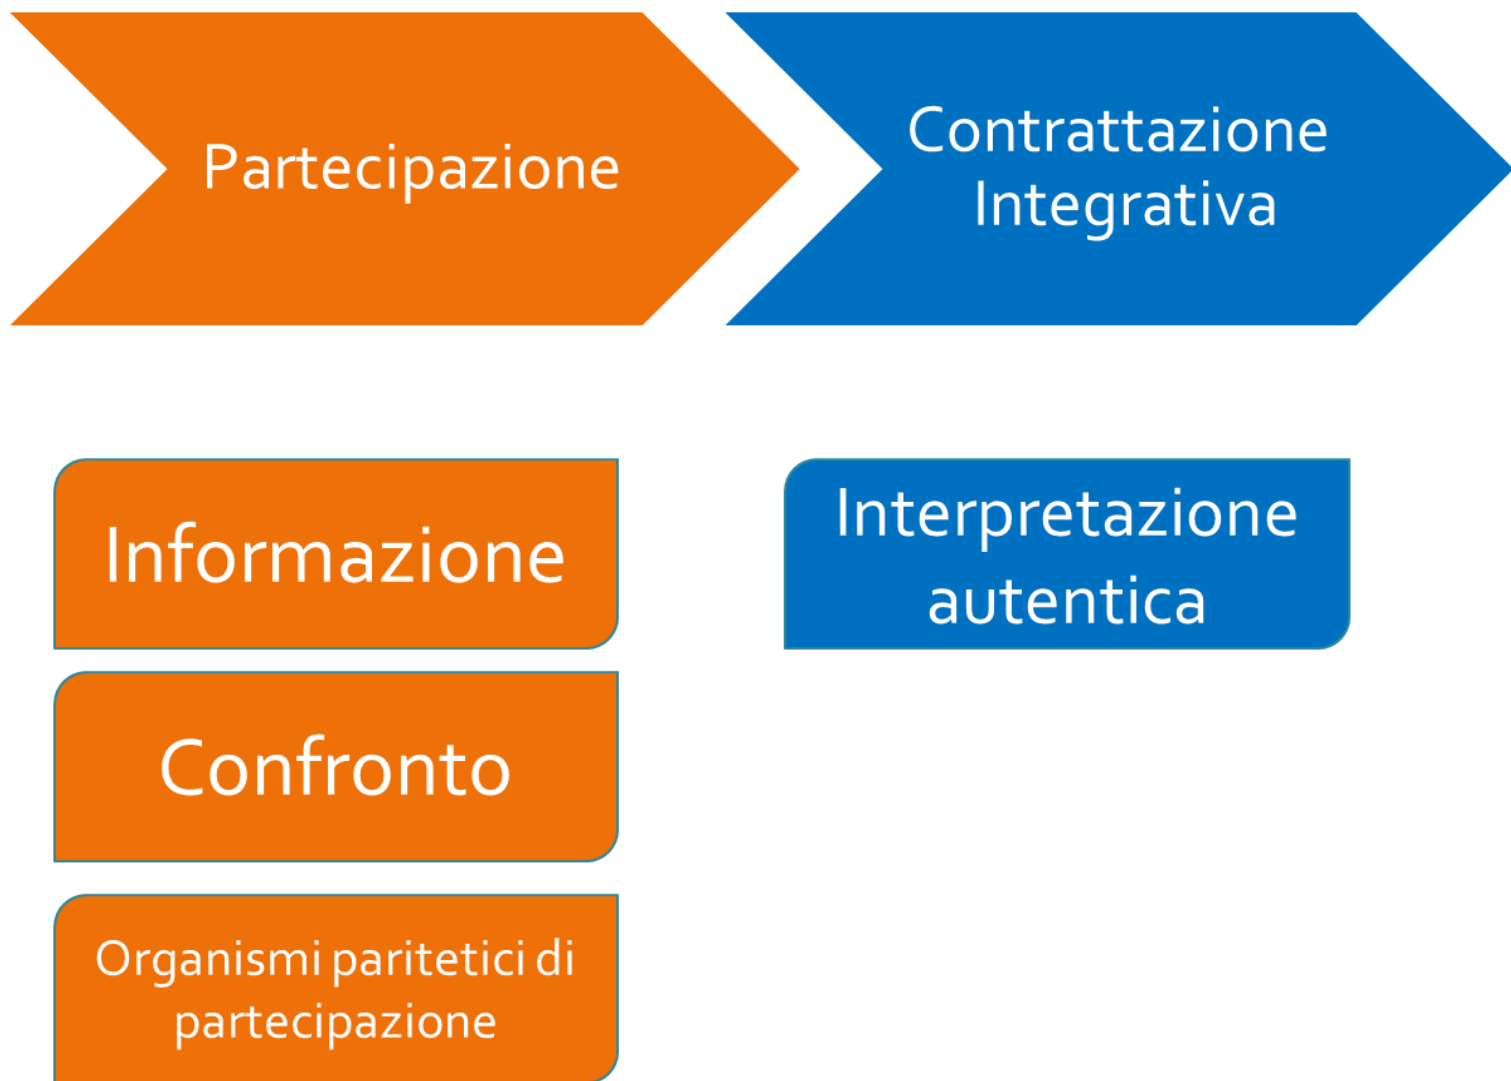 Partecipazione
Contrattazione
Integrativa
Informazione
Confronto
Organismi paritetici di
partecipazione
Interpretazione
autentica